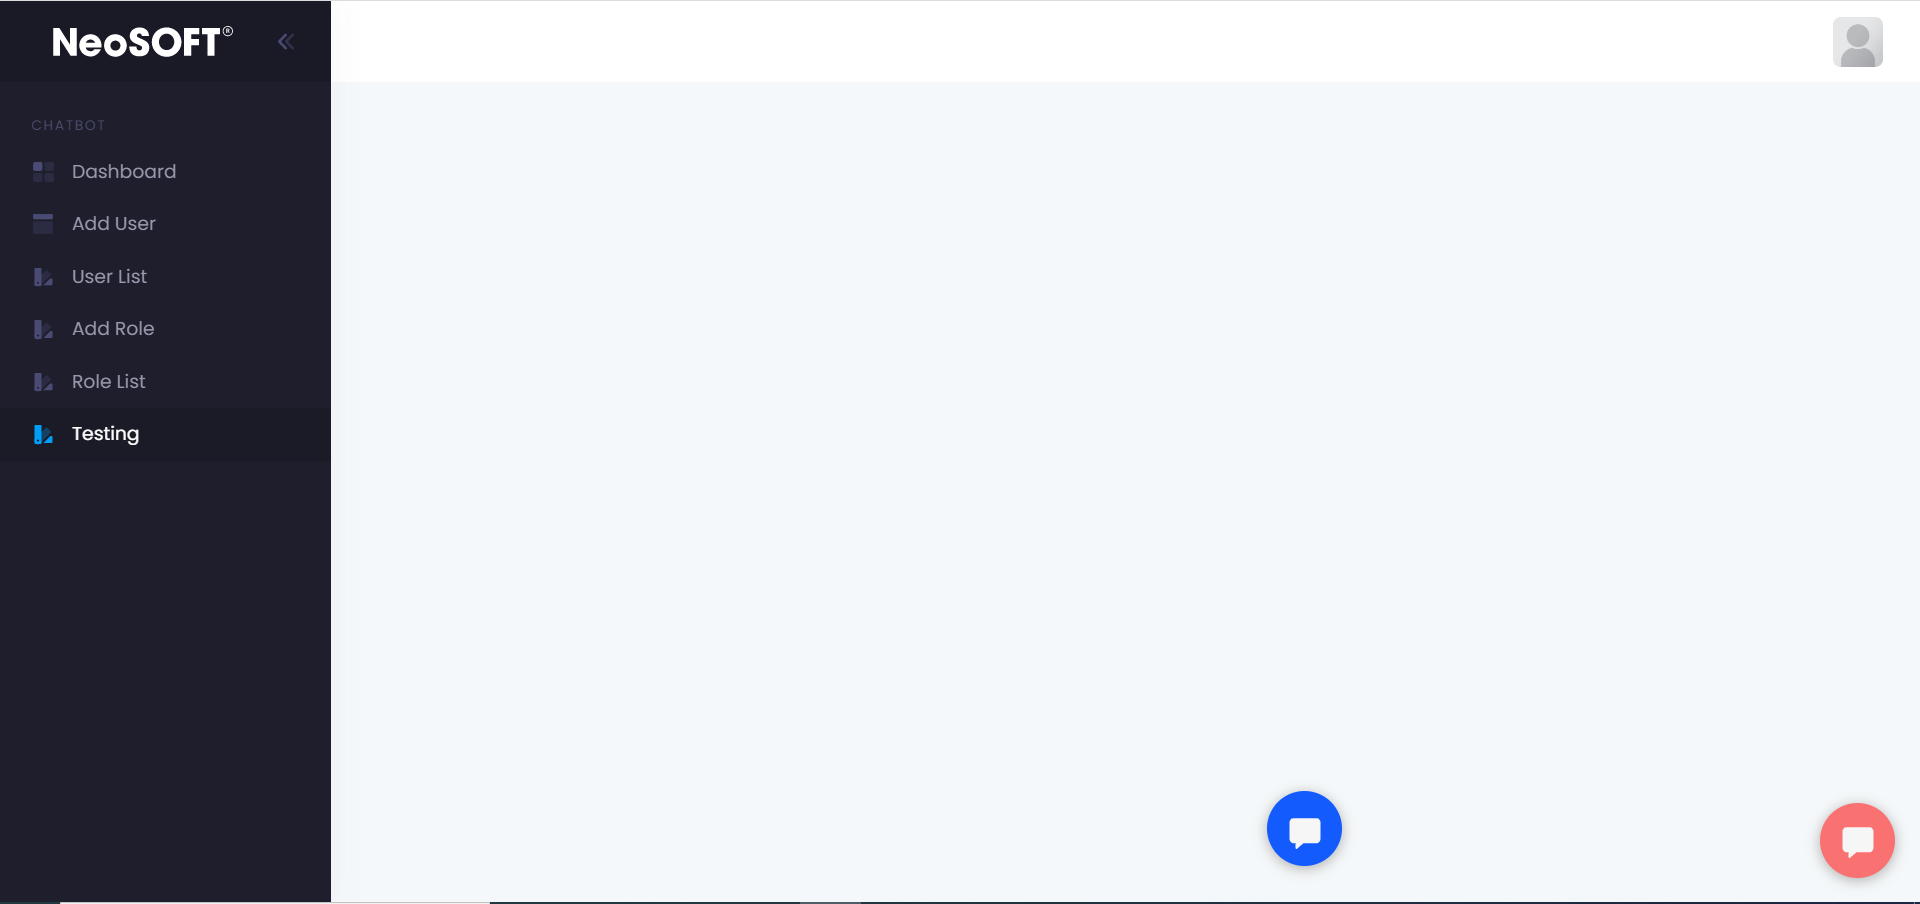 NeoSOFT®
CHATBOT
Dashboard
Add User
User List
Add Role
Role List
Testing